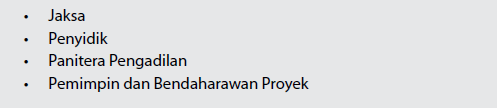 • Jaksa
• Penyidik
• Panitera Pengadilan
• Pemimpin dan Bendaharawan Proyek